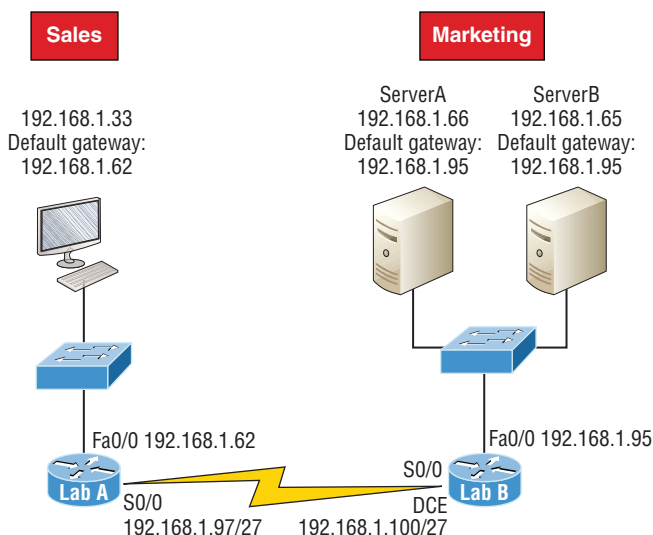 Sales
Marketing
192.168.1.33
Default gateway:
192.168.1.62
ServerA
192.168.1.66
Default gateway:
192.168.1.95
ServerB
192.168.1.65
Default gateway:
192.168.1.95
Fa0/0 192.168.1.62
Fa0/0 192.168.1.95
Lab A
S0/0
192.168.1.97/27
S0/0
DCE
192.168.1.100/27
Lab B